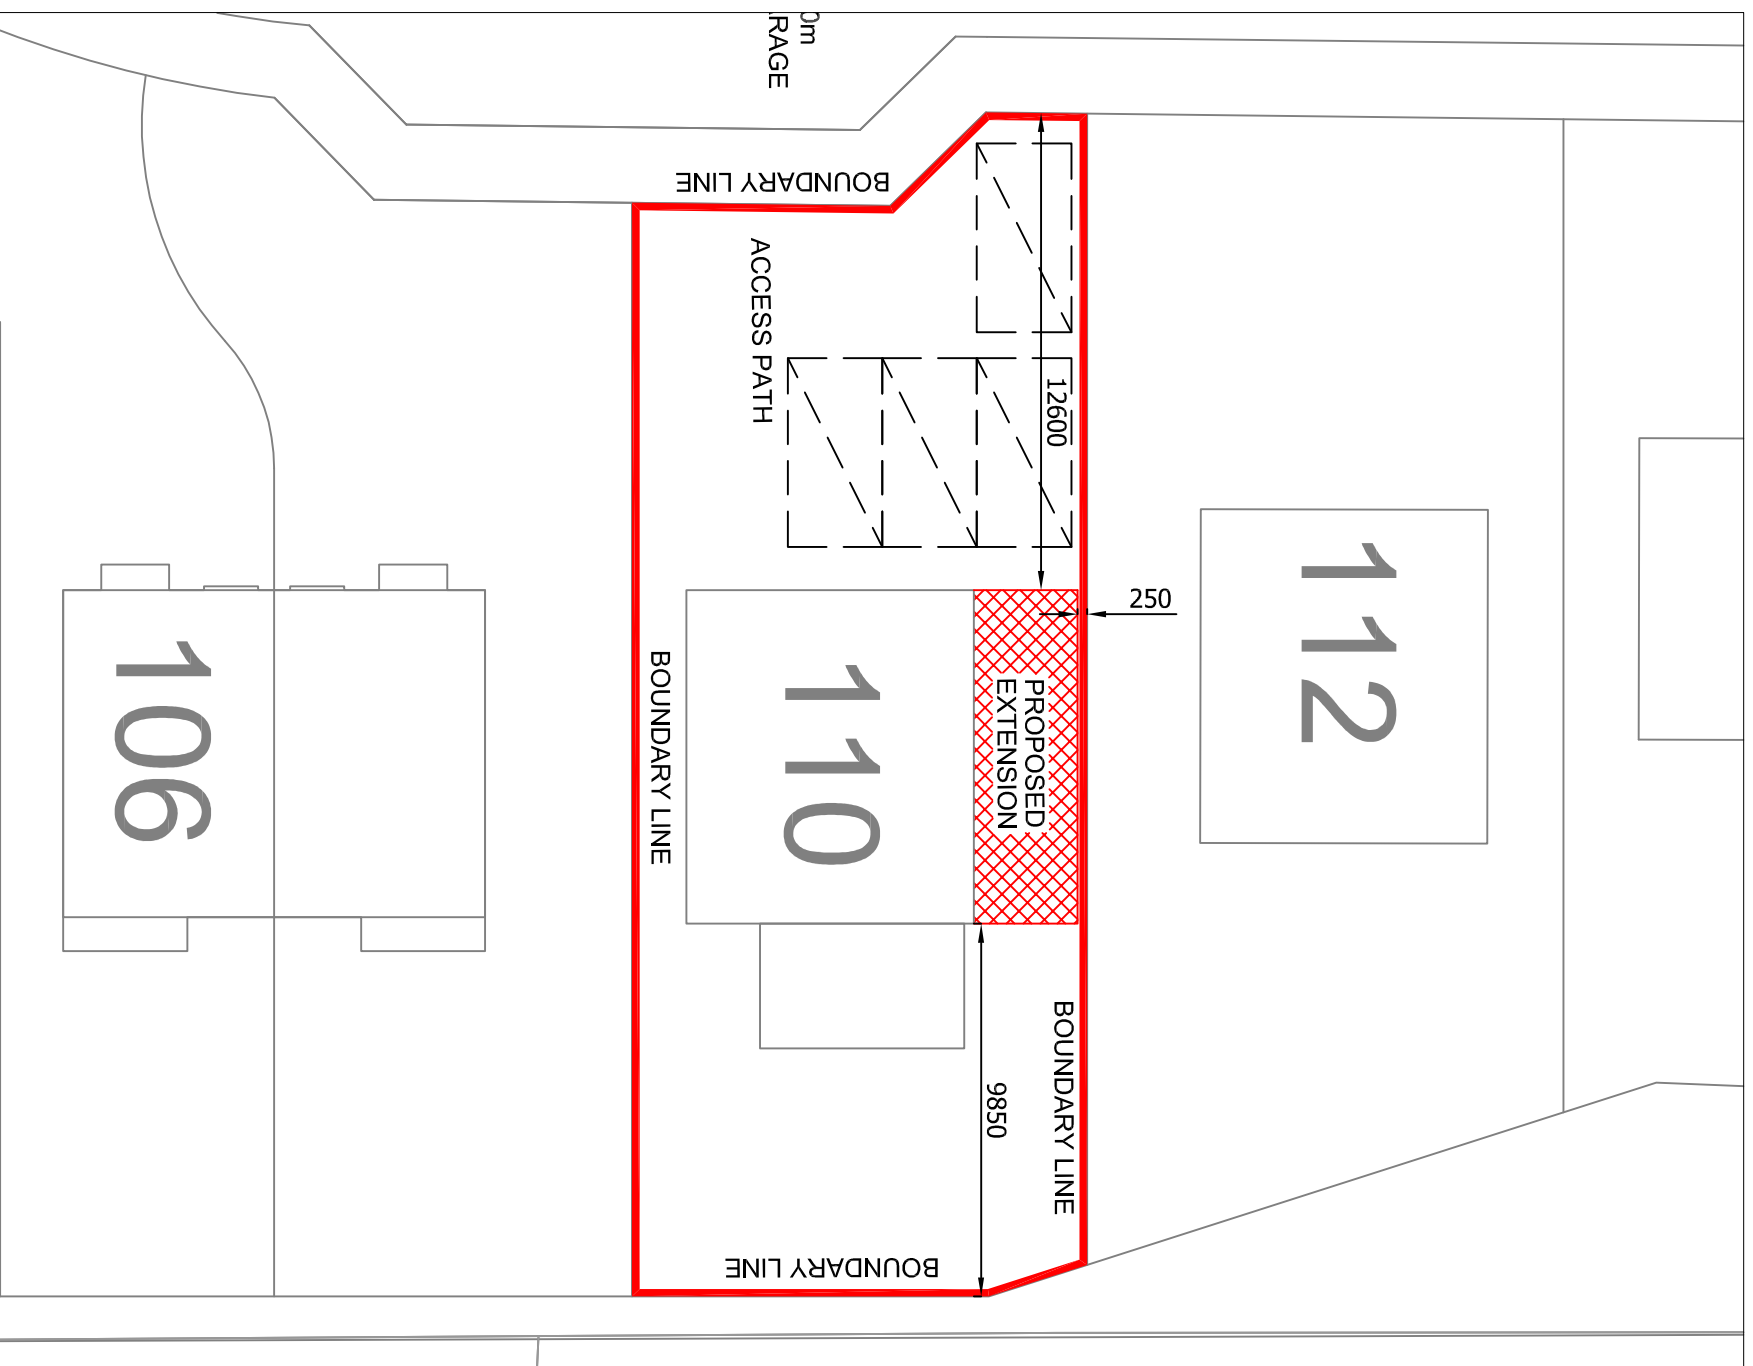 0m
RAGE
BOUNDARY LINE
ACCESS PATH
12600
250
106
BOUNDARY LINE
110
PROPOSED
EXTENSION
112
9850
BOUNDARY LINE
BOUNDARY LINE